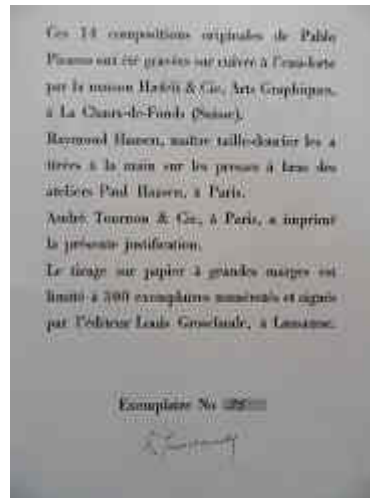 Ces 14 compositions originales de Pablo
Picasso ont été gravées sur cuivre à l'eau-forte
par la maison Haefeli & Cie, Arts Graphiques,
à La Chaux-de-Fonds (Suisse).
Raymond Haasen, maître taille-doucier les a
tirées à la main sur les presses à bras des
ateliers Paul Haasen, à Paris.
André Tournon & Cie., à Paris, a imprimé
la présente justification.
Le tirage sur papier à grandes marges est
limité à 300 exemplaires numérotés et signés
par l'éditeur Louis Grosclaude, à Lausanne.
Exemplaire No